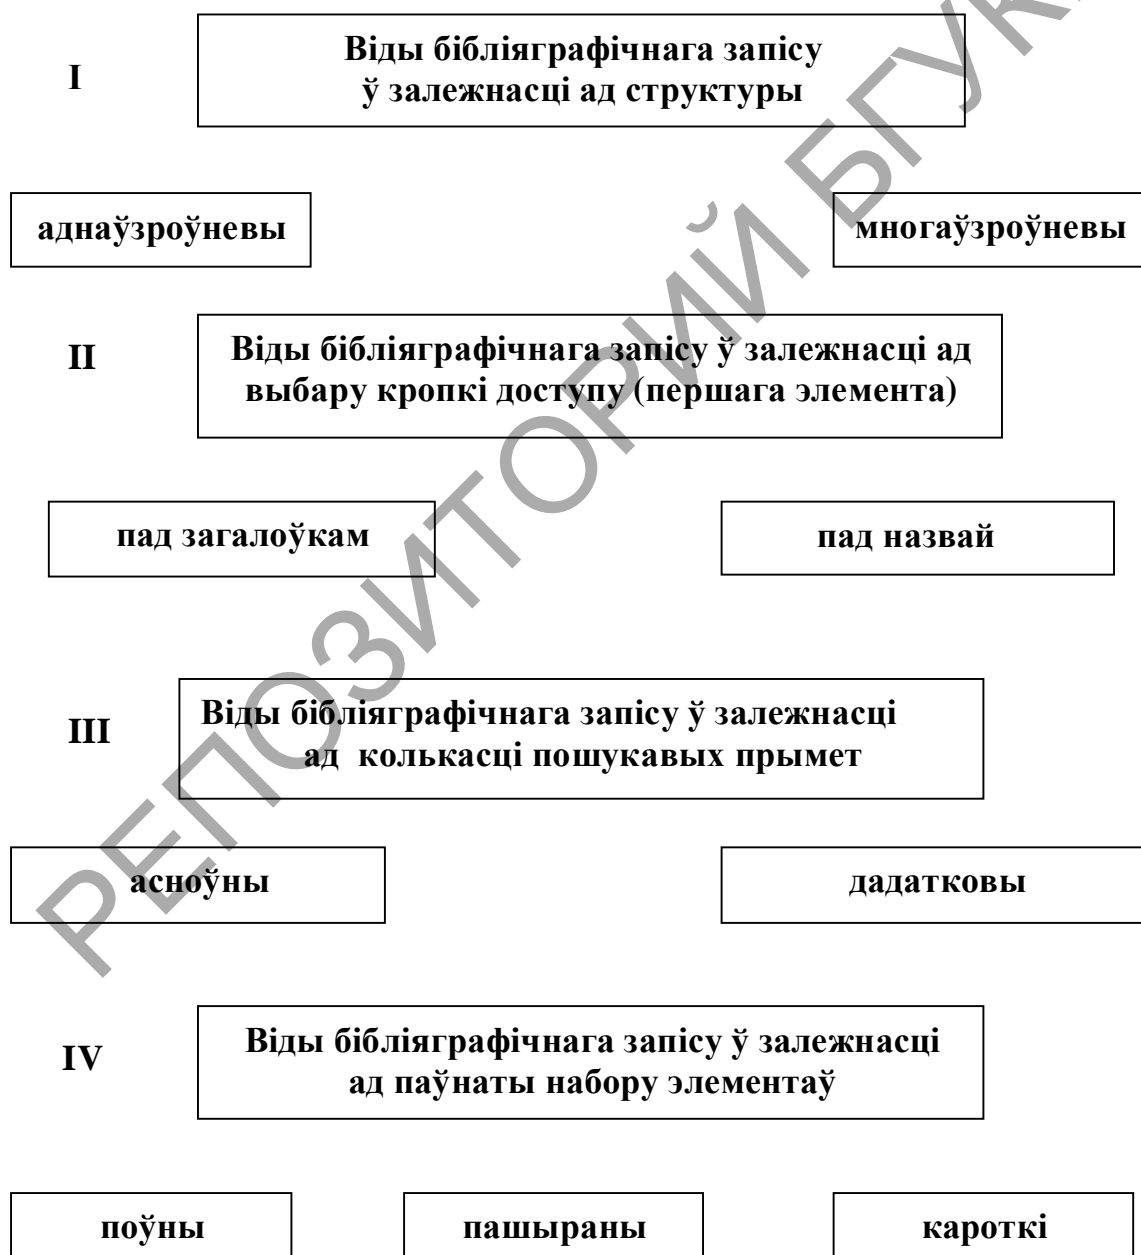 I
Віды бібліяграфічнага запісу
ў залежнасці ад структуры
аднаўзроўневы
многаўзроўневы
II
Віды бібліяграфічнага запісу ў залежнасці ад
выбару кропкі доступу (першага элемента)
пад загалоўкам
пад назвай
III
Віды бібліяграфічнага запісу ў залежнасці
ад колькасці пошукавых прымет
асноўны
дадатковы
IV
Віды бібліяграфічнага запісу ў залежнасці
ад паўнаты набору элементаў
поўны
пашыраны
кароткі
РЕПОЗИТОРИЙ БГУК